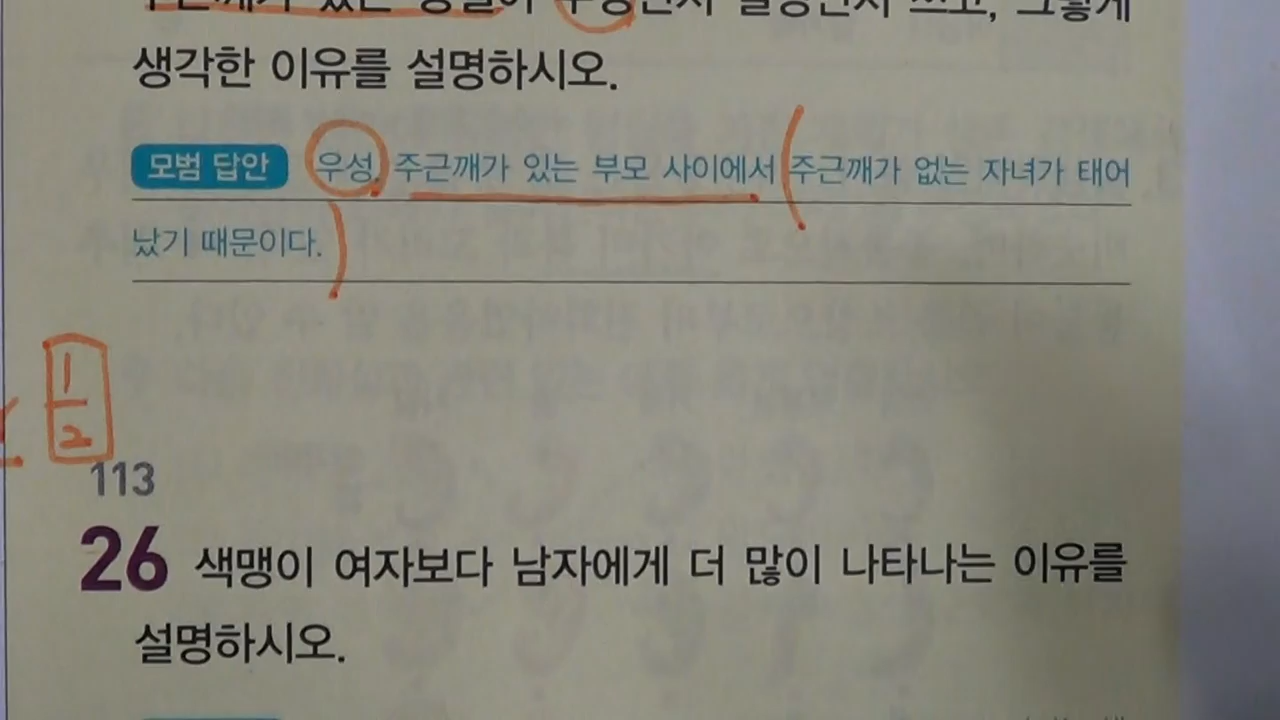 생각한 이유를 설명하시오.
모범 답안 우성, 주근깨가 있는 부모 사이에서 주근깨가 없는 자녀가 태어
났기 때문이다.
1
2
113
26 색맹이 여자보다 남자에게 더 많이 나타나는 이유를
설명하시오.